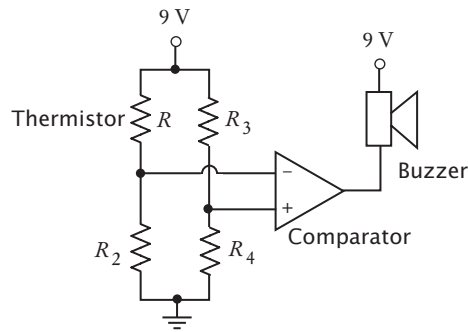 9 V
9 V
Thermistor R
R3
Buzzer
−
+
Comparator
R2
R4